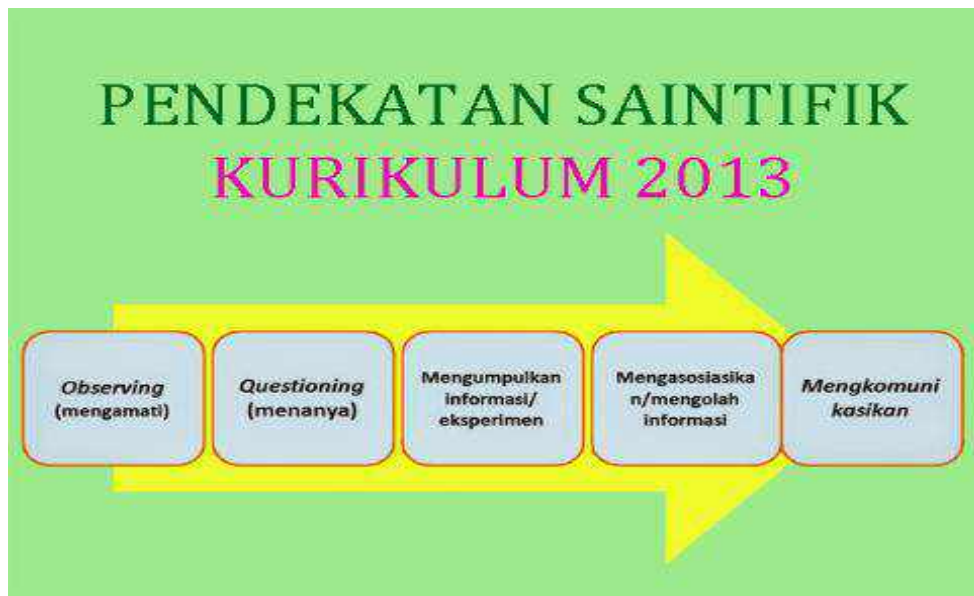 PENDEKATAN SAINTIFIK
KURIKULUM 2013
Observing
(mengamati)
Questioning
(menanya)
Mengumpulkan
informasi/
eksperimen
Mengasosiasika
n/mengolah
informasi
Mengkomuni
kasikan